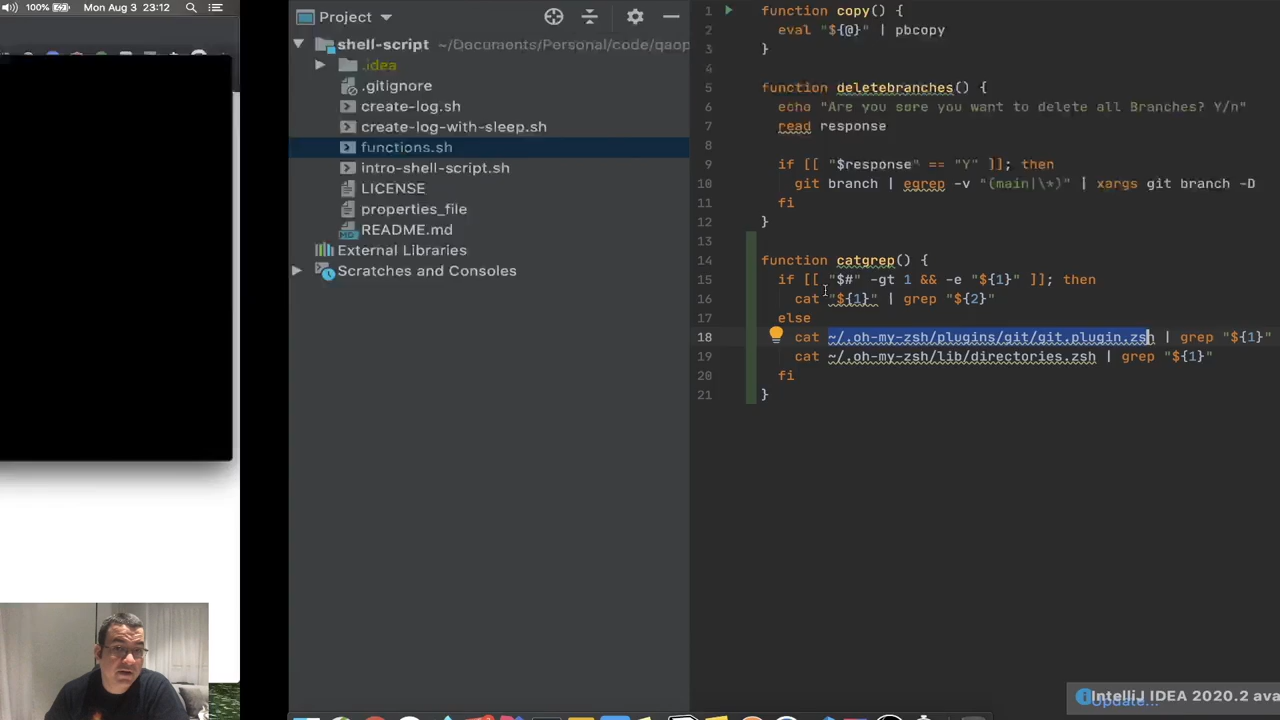 100% Mon Aug 3 23:12
Project
shell-script ~/Documents/Personal/code/qaop
.idea
.gitignore
create-log.sh
create-log-with-sleep.sh
functions.sh
intro-shell-script.sh
LICENSE
properties_file
README.md
External Libraries
Scratches and Consoles
1 function copy() {
2 eval "${@}" | pbcopy
3 }
4
5 function deletebranches() {
6 echo "Are you sore you want to delete all Branches? Y/n"
7 read response
8
9 if [[ "$response" == "Y" ]]; then
10 git branch | egrep -v "(main|\*)" | xargs git branch -D
11 fi
12 }
13
14 function catgrep() {
15 if [[ "$#" -gt 1 && -e "${1}" ]]; then
16 cat "${1}" | grep "${2}"
17 else
18 cat ~/.oh-my-zsh/plugins/git/git.plugin.zsh | grep "${1}"
19 cat ~/.oh-my-zsh/lib/directories.zsh | grep "${1}"
20 fi
21 }
IntelliJ IDEA 2020.2 ava
Update...